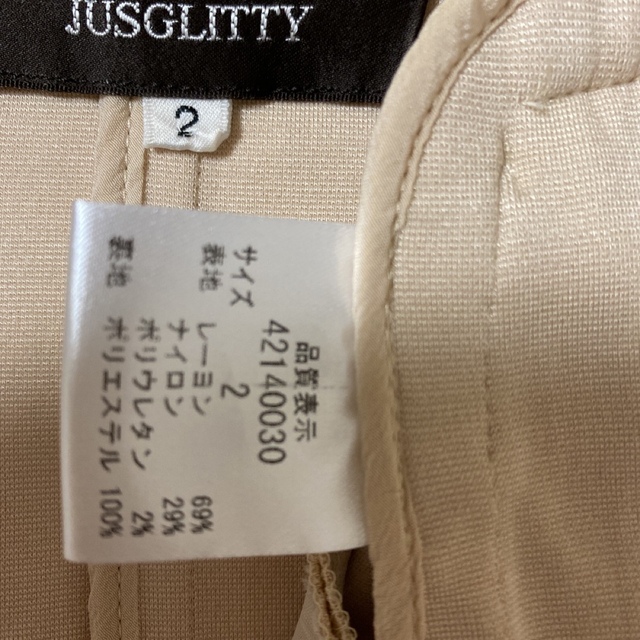 JUSGLITTY
2
品質表示
42140030
サイズ 2
表地 レーヨン 69%
ナイロン 29%
ポリウレタン 2%
裏地 ポリエステル 100%